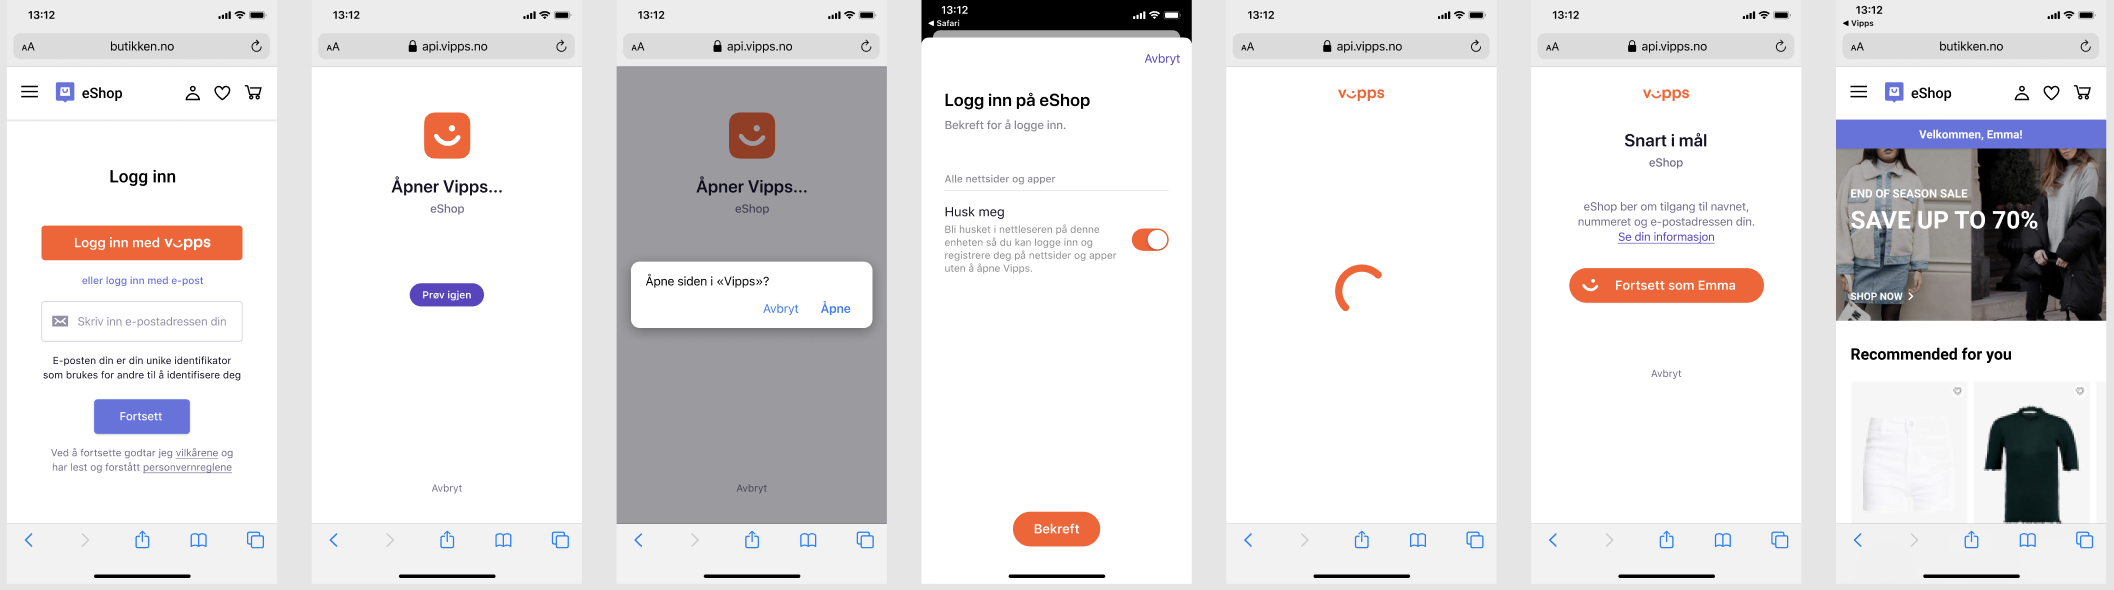 13:12
AA butikken.no
eShop
Logg inn
Logg inn med vipps
eller logg inn med e-post
Skriv inn e-postadressen din
E-posten din er din unike identifikator
som brukes for andre til å identifisere deg
Fortsett
Ved å fortsette godtar jeg vilkårene og
har lest og forstått personvernreglene
13:12
AA api.vipps.no
Åpner Vipps...
eShop
Prøv igjen
Avbryt
13:12
AA api.vipps.no
Åpner Vipps...
eShop
Åpne siden i «Vipps»?
Avbryt Åpne
Avbryt
13:12
Safari
Avbryt
Logg inn på eShop
Bekreft for å logge inn.
Alle nettsider og apper
Husk meg
Bli husket i nettleseren på denne
enheten så du kan logge inn og
registrere deg på nettsider og apper
uten å åpne Vipps.
Bekreft
13:12
AA api.vipps.no
vipps
13:12
AA api.vipps.no
vipps
Snart i mål
eShop
eShop ber om tilgang til navnet,
nummeret og e-postadressen din.
Se din informasjon
Fortsett som Emma
Avbryt
13:12
Vipps
AA butikken.no
eShop
Velkommen, Emma!
END OF SEASON SALE
SAVE UP TO 70%
SHOP NOW
Recommended for you